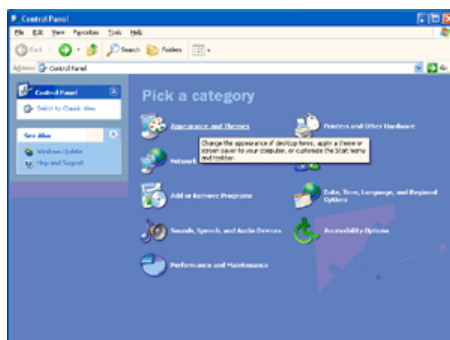 Control Panel
File Edit View Favorites Tools Help
Back Search Folders
Address Control Panel Go
Control Panel
Switch to Classic View
See Also
Windows Update
Help and Support
Pick a category
Appearance and Themes
Printers and Other Hardware
Change the appearance of desktop items, apply a theme or
screen saver to your computer, or customize the Start menu
and taskbar.
Network
Add or Remove Programs
Date, Time, Language, and Regional
Options
Sounds, Speech, and Audio Devices
Accessibility Options
Performance and Maintenance